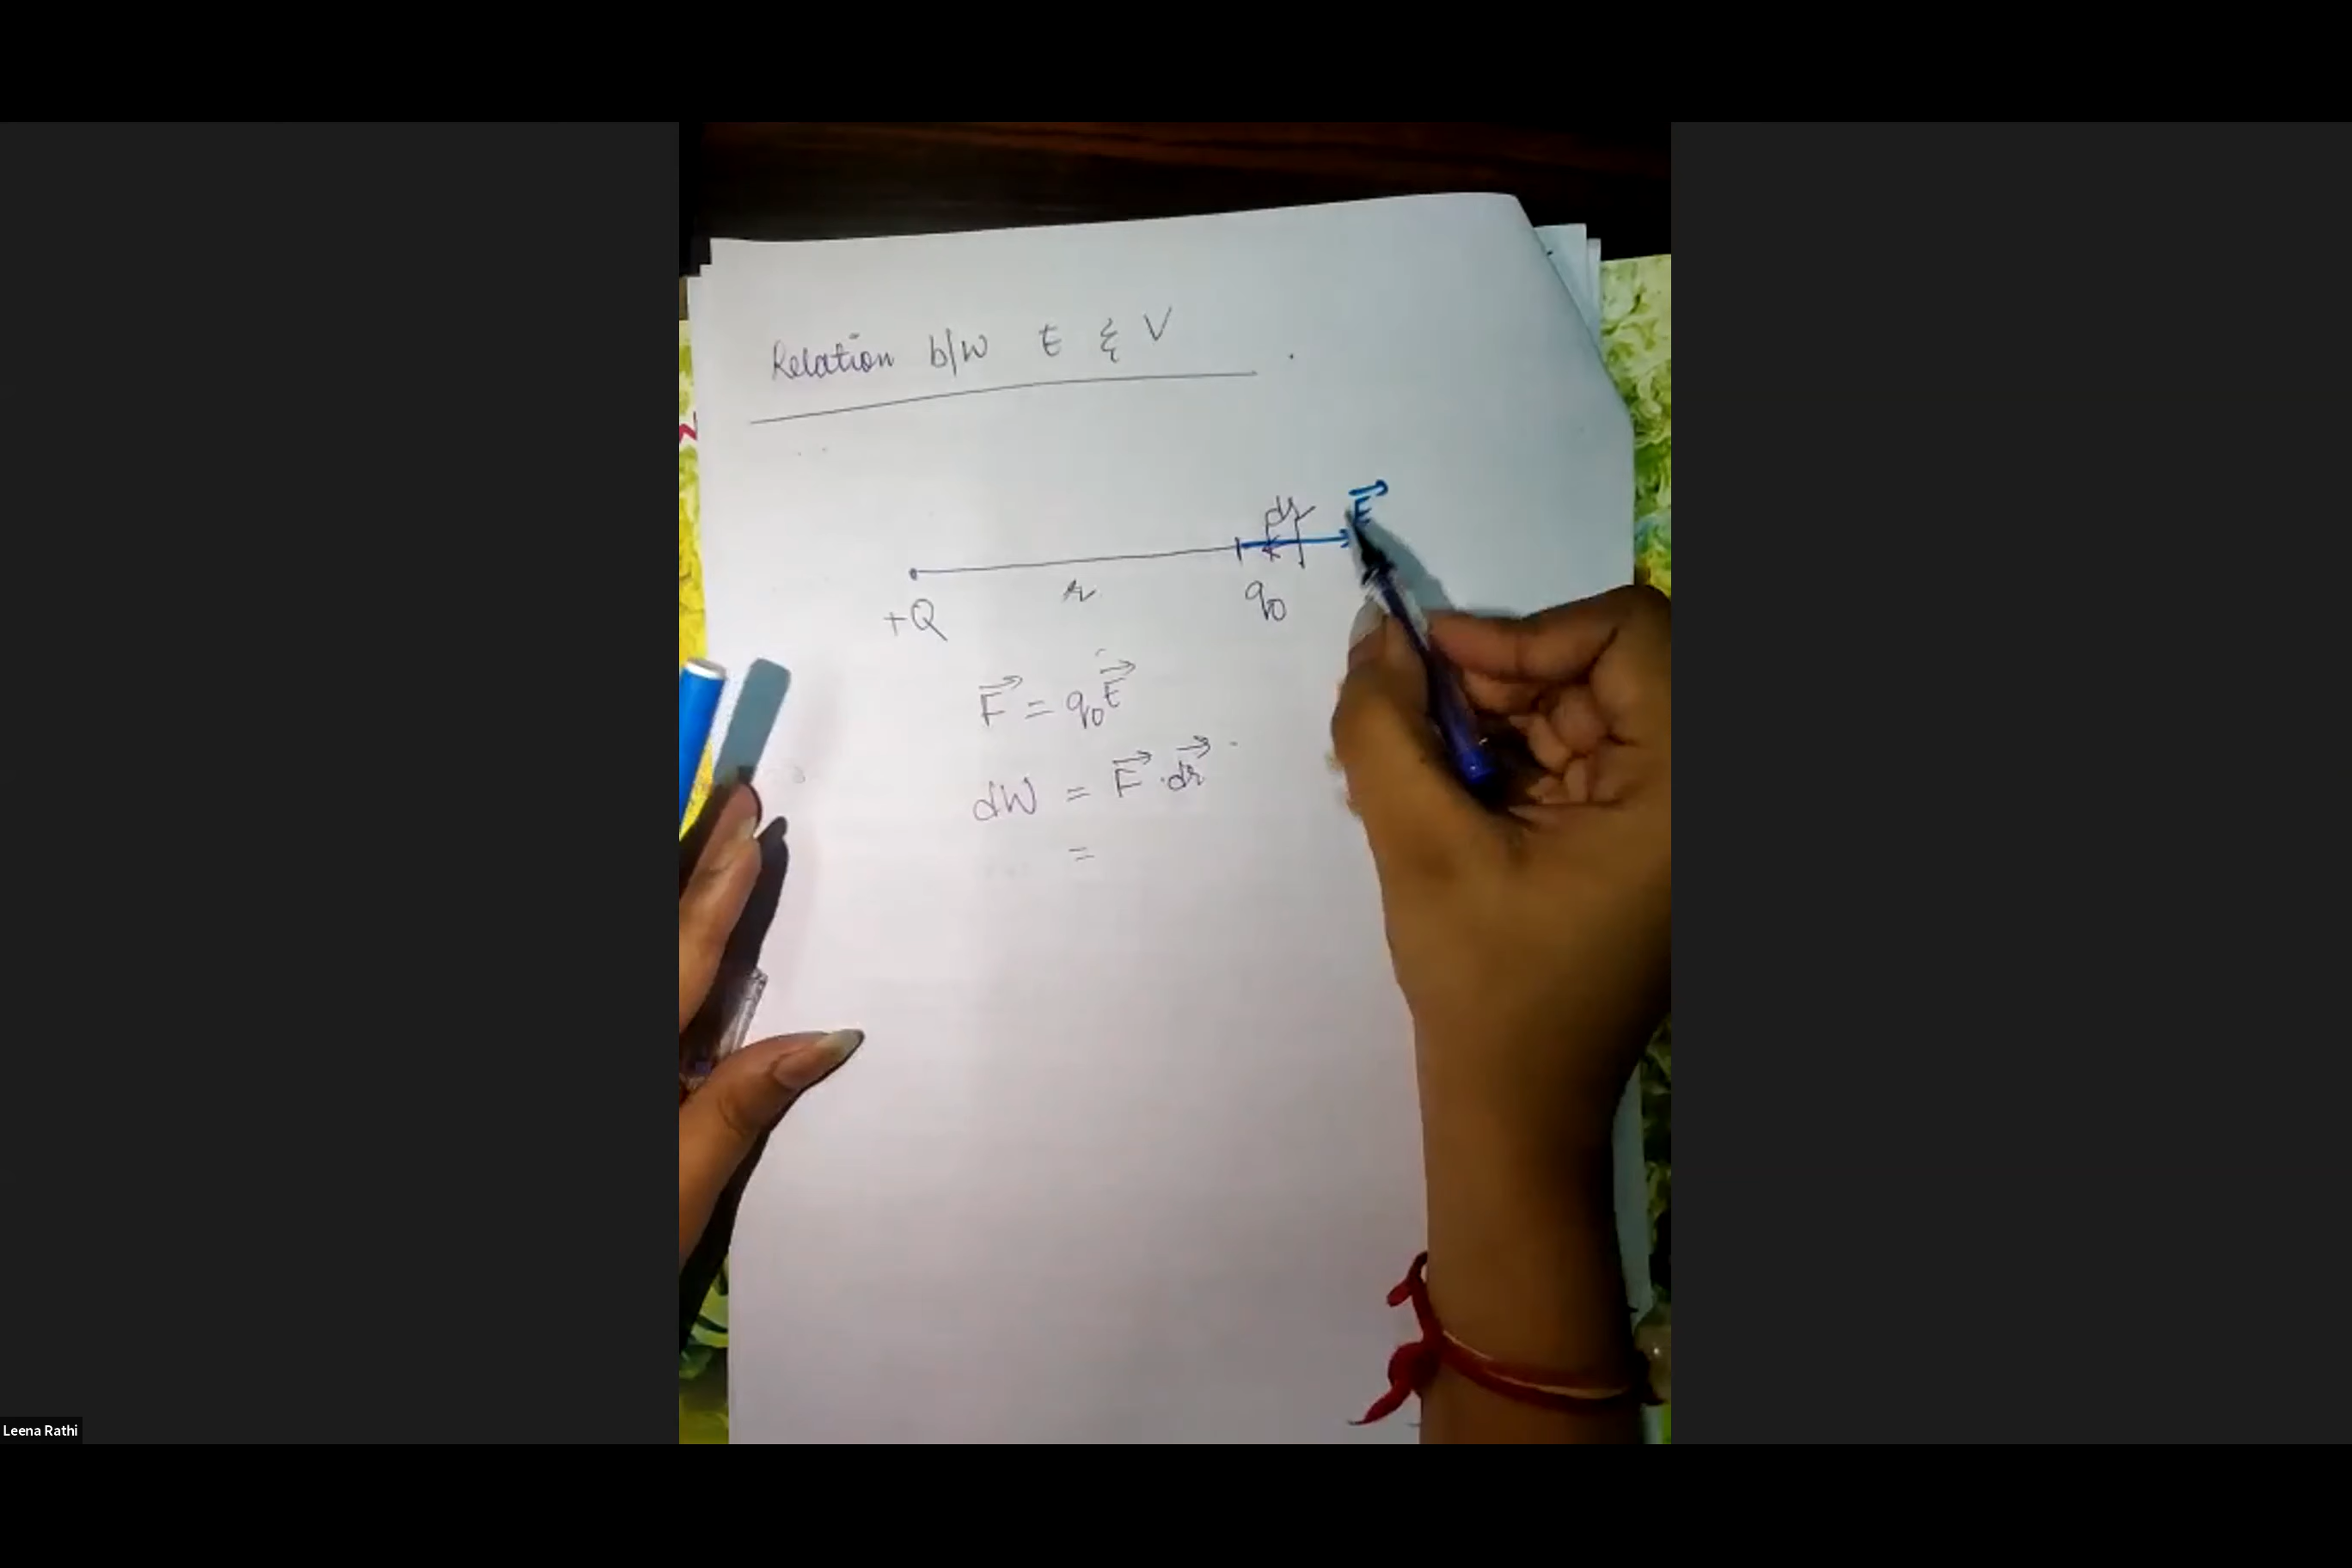 Relation b/w E & V
dr E⃗
+Q r q₀
F⃗ = q₀E⃗
dW = F⃗ . dr⃗
=
Leena Rathi